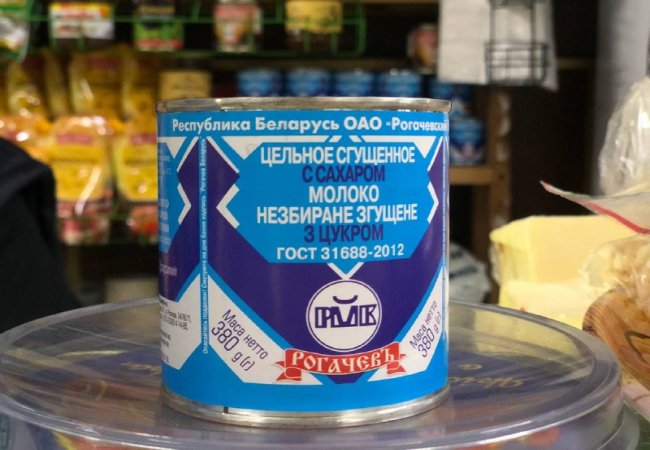 Республика Беларусь ОАО "Рогачевский
ЦЕЛЬНОЕ СГУЩЕННОЕ
С САХАРОМ
МОЛОКО
НЕЗБИРАНЕ ЗГУЩЕНЕ
З ЦУКРОМ
ГОСТ 31688-2012
РМК
РОГАЧЕВЪ
Маса нетто
380 g (г)
Маса нетто
380 g (г)